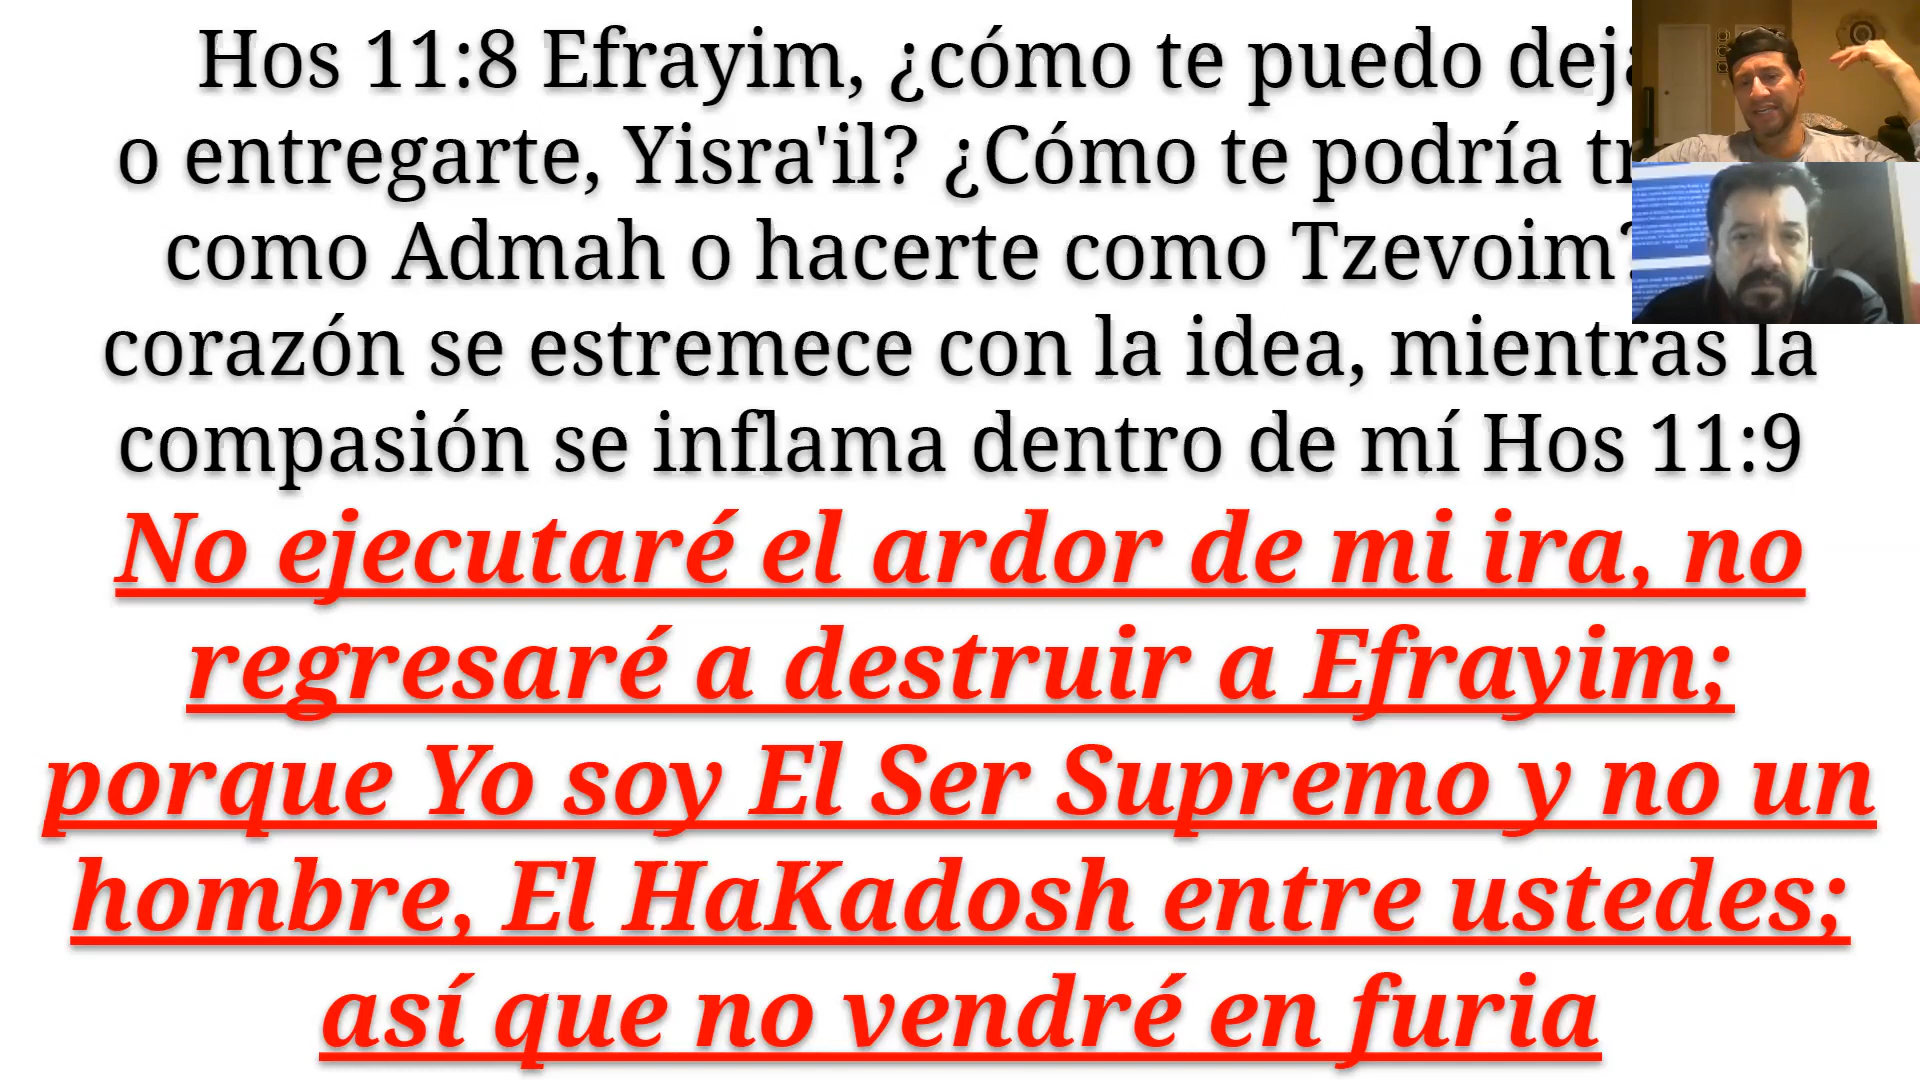 Hos 11:8 Efrayim, ¿cómo te puedo
o entregarte, Yisra'il? ¿Cómo te podría
como Admah o hacerte como Tzevoim?
corazón se estremece con la idea, mientras la
compasión se inflama dentro de mí Hos 11:9
No ejecutaré el ardor de mi ira, no
regresaré a destruir a Efrayim;
porque Yo soy El Ser Supremo y no un
hombre, El HaKadosh entre ustedes;
así que no vendré en furia